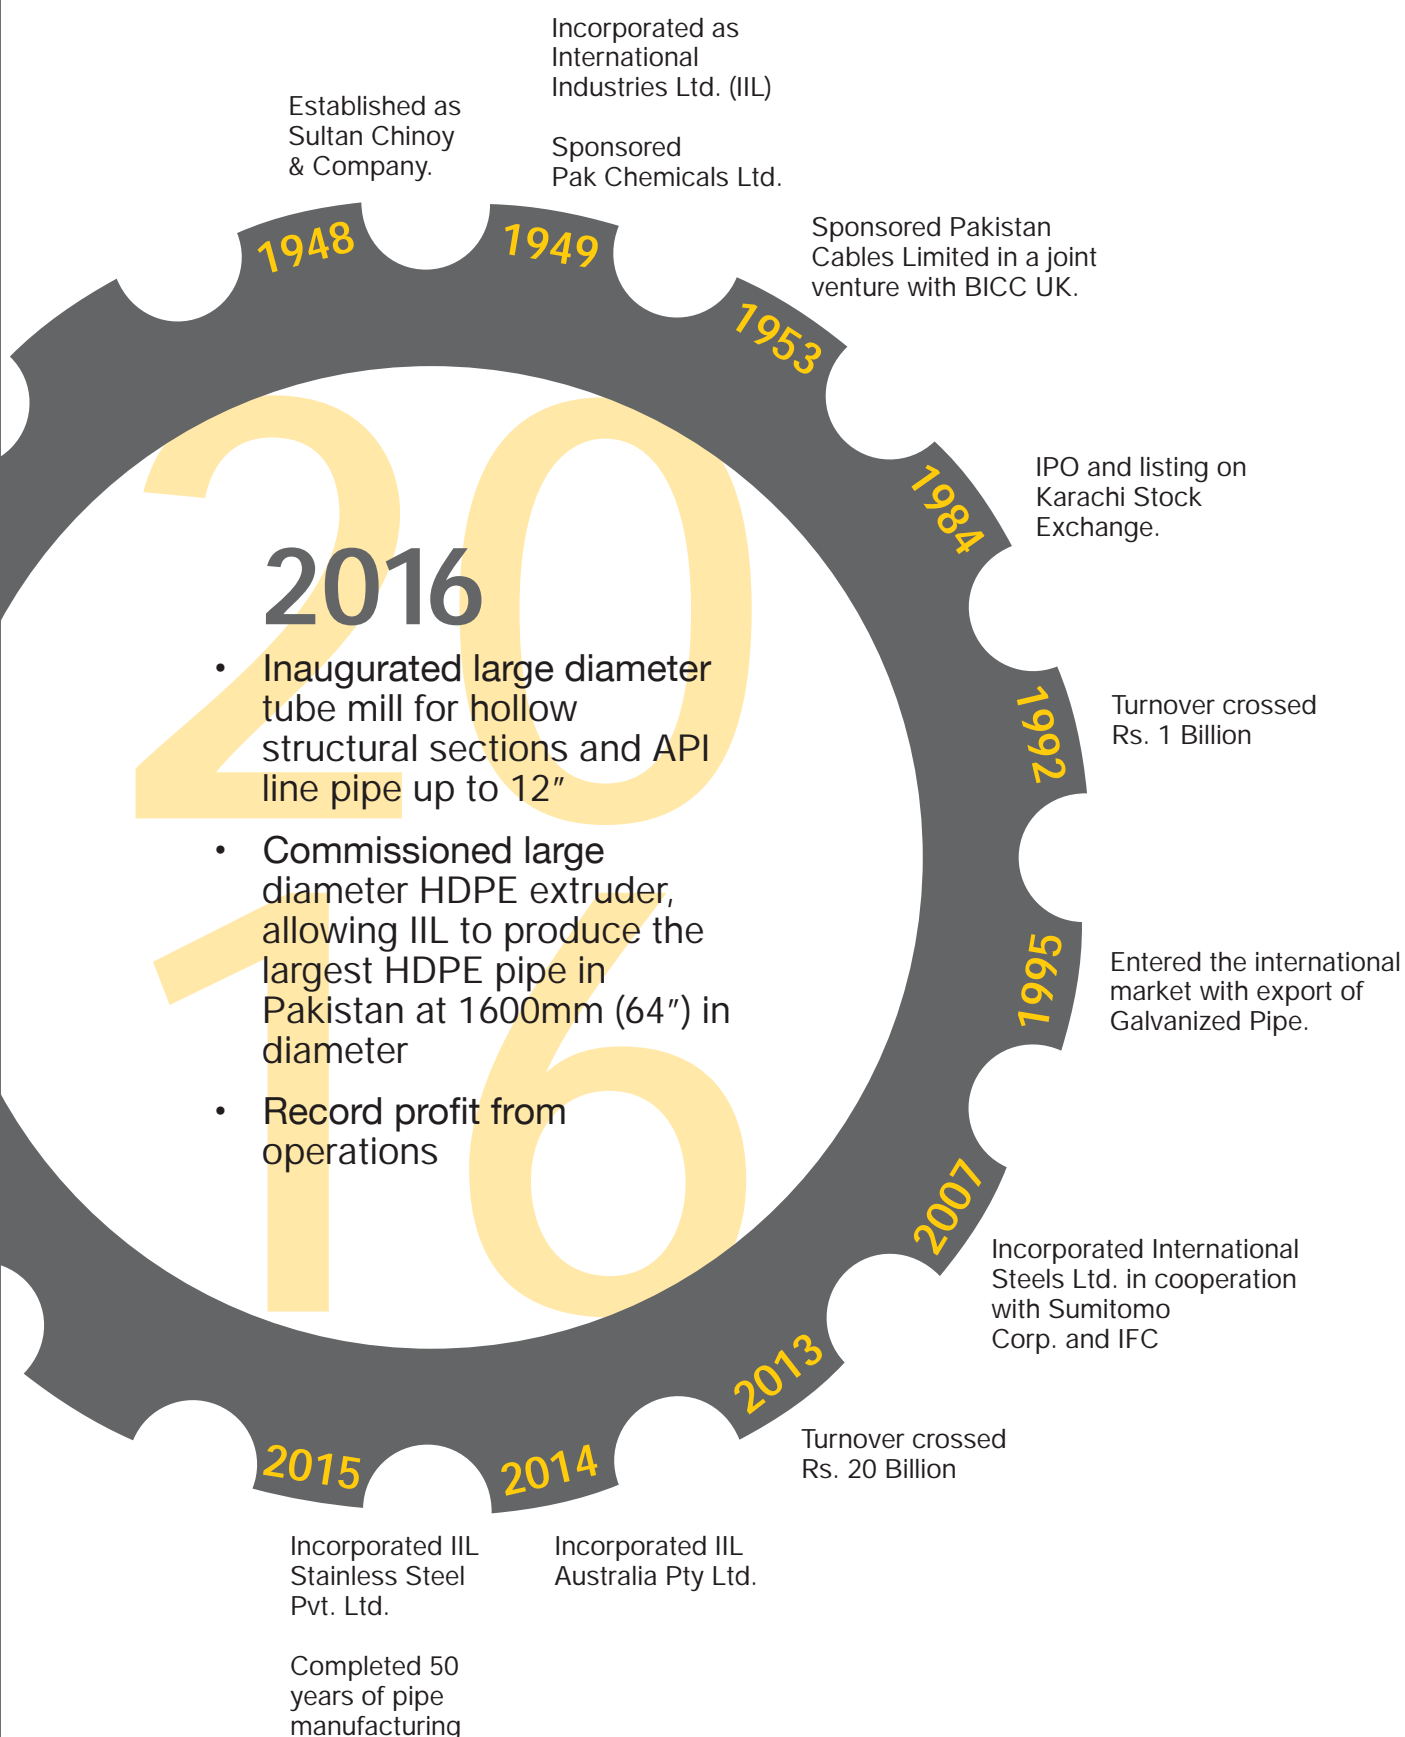 1948
Established as
Sultan Chinoy
& Company.
1949
Incorporated as
International
Industries Ltd. (IIL)
Sponsored
Pak Chemicals Ltd.
1953
Sponsored Pakistan
Cables Limited in a joint
venture with BICC UK.
1984
IPO and listing on
Karachi Stock
Exchange.
1992
Turnover crossed
Rs. 1 Billion
1995
Entered the international
market with export of
Galvanized Pipe.
2007
Incorporated International
Steels Ltd. in cooperation
with Sumitomo
Corp. and IFC
2013
Turnover crossed
Rs. 20 Billion
2014
Incorporated IIL
Australia Pty Ltd.
2015
Incorporated IIL
Stainless Steel
Pvt. Ltd.
Completed 50
years of pipe
manufacturing
20
16
2016
• Inaugurated large diameter
tube mill for hollow
structural sections and API
line pipe up to 12″
• Commissioned large
diameter HDPE extruder,
allowing IIL to produce the
largest HDPE pipe in
Pakistan at 1600mm (64″) in
diameter
• Record profit from
operations